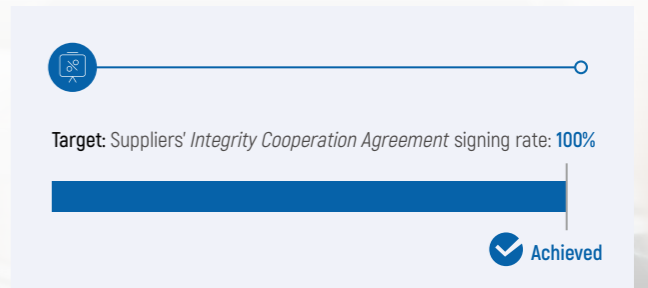 Target: Suppliers' Integrity Cooperation Agreement signing rate: 100%
Achieved